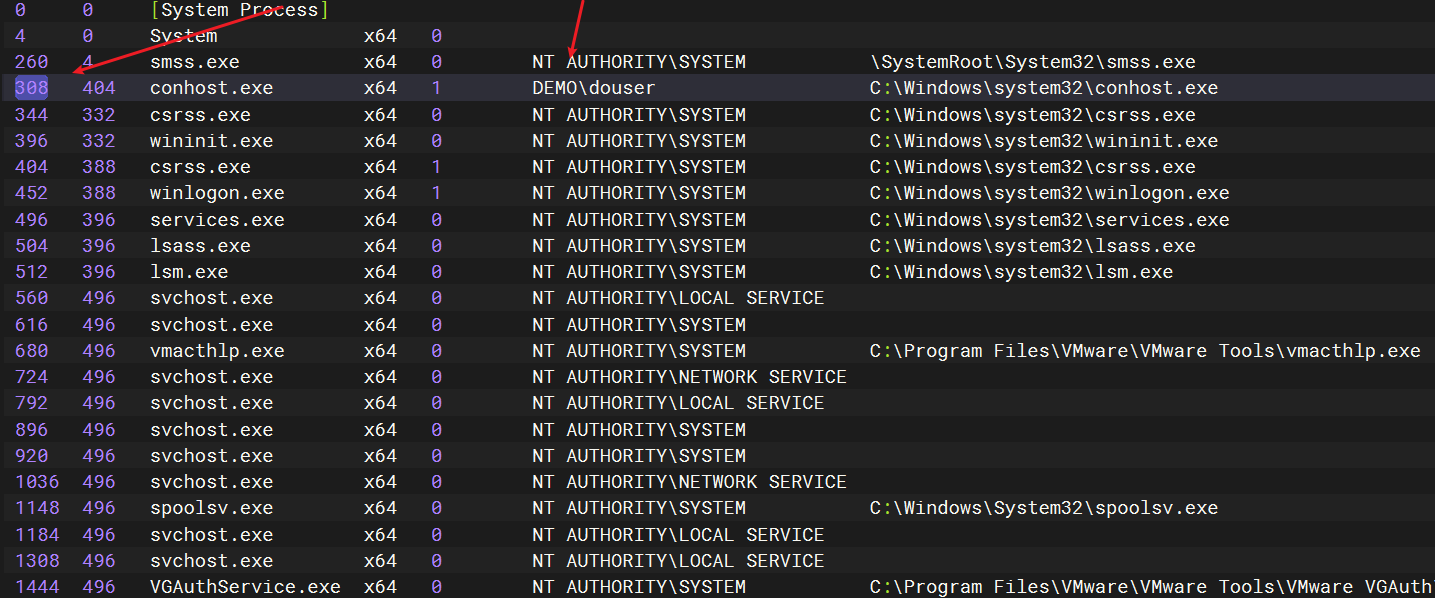 0 0 [System Process]
4 0 System x64 0
260 4 smss.exe x64 0 NT AUTHORITY\SYSTEM \SystemRoot\System32\smss.exe
308 404 conhost.exe x64 1 DEMO\douser C:\Windows\system32\conhost.exe
344 332 csrss.exe x64 0 NT AUTHORITY\SYSTEM C:\Windows\system32\csrss.exe
396 332 wininit.exe x64 0 NT AUTHORITY\SYSTEM C:\Windows\system32\wininit.exe
404 388 csrss.exe x64 1 NT AUTHORITY\SYSTEM C:\Windows\system32\csrss.exe
452 388 winlogon.exe x64 1 NT AUTHORITY\SYSTEM C:\Windows\system32\winlogon.exe
496 396 services.exe x64 0 NT AUTHORITY\SYSTEM C:\Windows\system32\services.exe
504 396 lsass.exe x64 0 NT AUTHORITY\SYSTEM C:\Windows\system32\lsass.exe
512 396 lsm.exe x64 0 NT AUTHORITY\SYSTEM C:\Windows\system32\lsm.exe
560 496 svchost.exe x64 0 NT AUTHORITY\LOCAL SERVICE
616 496 svchost.exe x64 0 NT AUTHORITY\SYSTEM
680 496 vmacthlp.exe x64 0 NT AUTHORITY\SYSTEM C:\Program Files\VMware\VMware Tools\vmacthlp.exe
724 496 svchost.exe x64 0 NT AUTHORITY\NETWORK SERVICE
792 496 svchost.exe x64 0 NT AUTHORITY\LOCAL SERVICE
896 496 svchost.exe x64 0 NT AUTHORITY\SYSTEM
920 496 svchost.exe x64 0 NT AUTHORITY\SYSTEM
1036 496 svchost.exe x64 0 NT AUTHORITY\NETWORK SERVICE
1148 496 spoolsv.exe x64 0 NT AUTHORITY\SYSTEM C:\Windows\System32\spoolsv.exe
1184 496 svchost.exe x64 0 NT AUTHORITY\LOCAL SERVICE
1308 496 svchost.exe x64 0 NT AUTHORITY\LOCAL SERVICE
1444 496 VGAuthService.exe x64 0 NT AUTHORITY\SYSTEM C:\Program Files\VMware\VMware Tools\VMware VGAuth